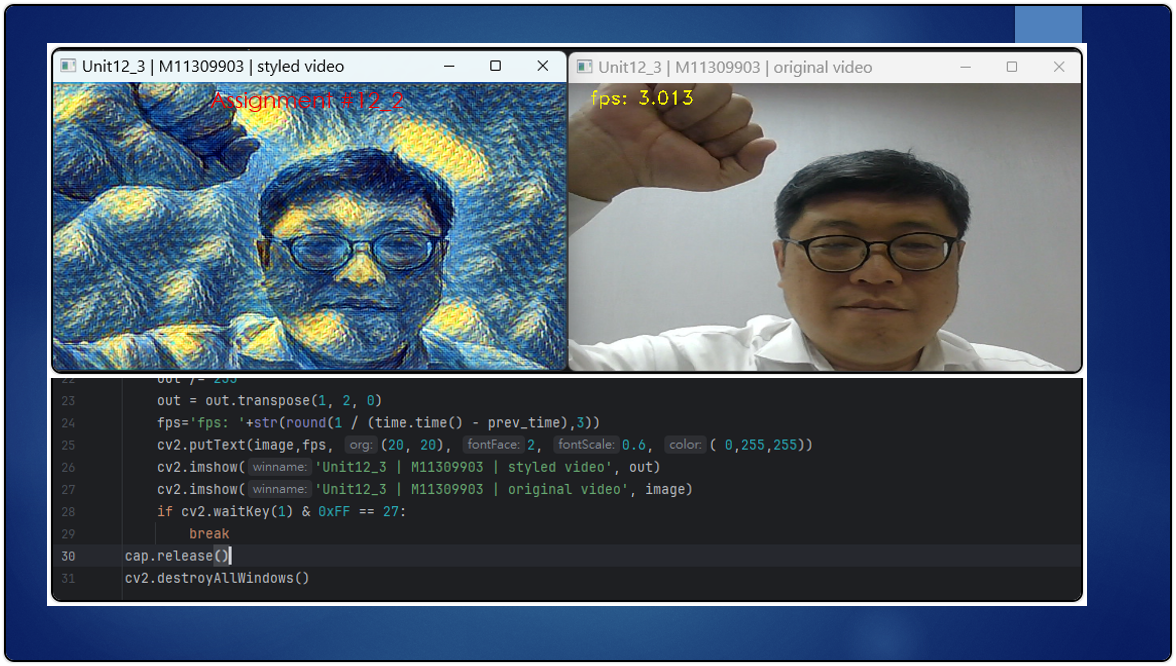 Unit12_3 | M11309903 | styled video
Assignment #12_2
Unit12_3 | M11309903 | original video
fps: 3.013
22 out /= 255
23 out = out.transpose(1, 2, 0)
24 fps='fps: '+str(round(1 / (time.time() - prev_time),3))
25 cv2.putText(image,fps, org: (20, 20), fontFace: 2, fontScale: 0.6, color: ( 0,255,255))
26 cv2.imshow( winname: 'Unit12_3 | M11309903 | styled video', out)
27 cv2.imshow( winname: 'Unit12_3 | M11309903 | original video', image)
28 if cv2.waitKey(1) & 0xFF == 27:
29 break
30 cap.release()
31 cv2.destroyAllWindows()